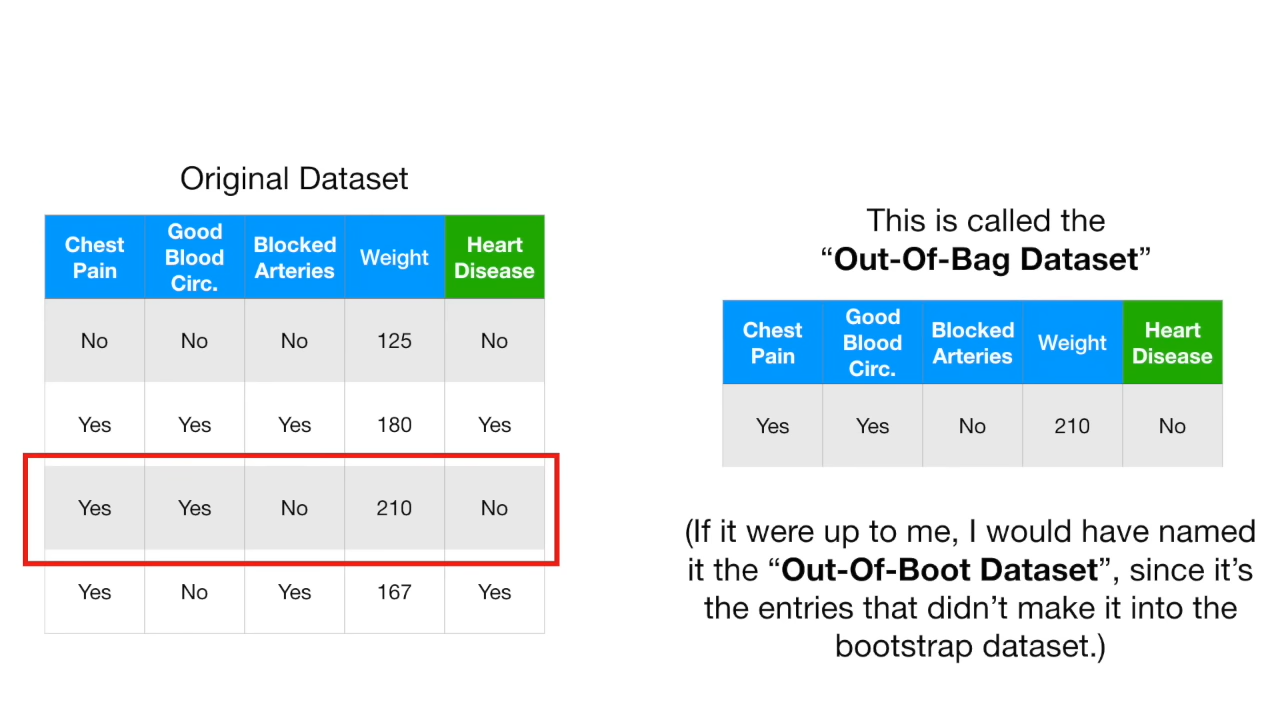 Original Dataset
Chest Pain Good Blood Circ. Blocked Arteries Weight Heart Disease
No No No 125 No
Yes Yes Yes 180 Yes
Yes Yes No 210 No
Yes No Yes 167 Yes
This is called the
“Out-Of-Bag Dataset”
Chest Pain Good Blood Circ. Blocked Arteries Weight Heart Disease
Yes Yes No 210 No
(If it were up to me, I would have named
it the “Out-Of-Boot Dataset”, since it’s
the entries that didn’t make it into the
bootstrap dataset.)